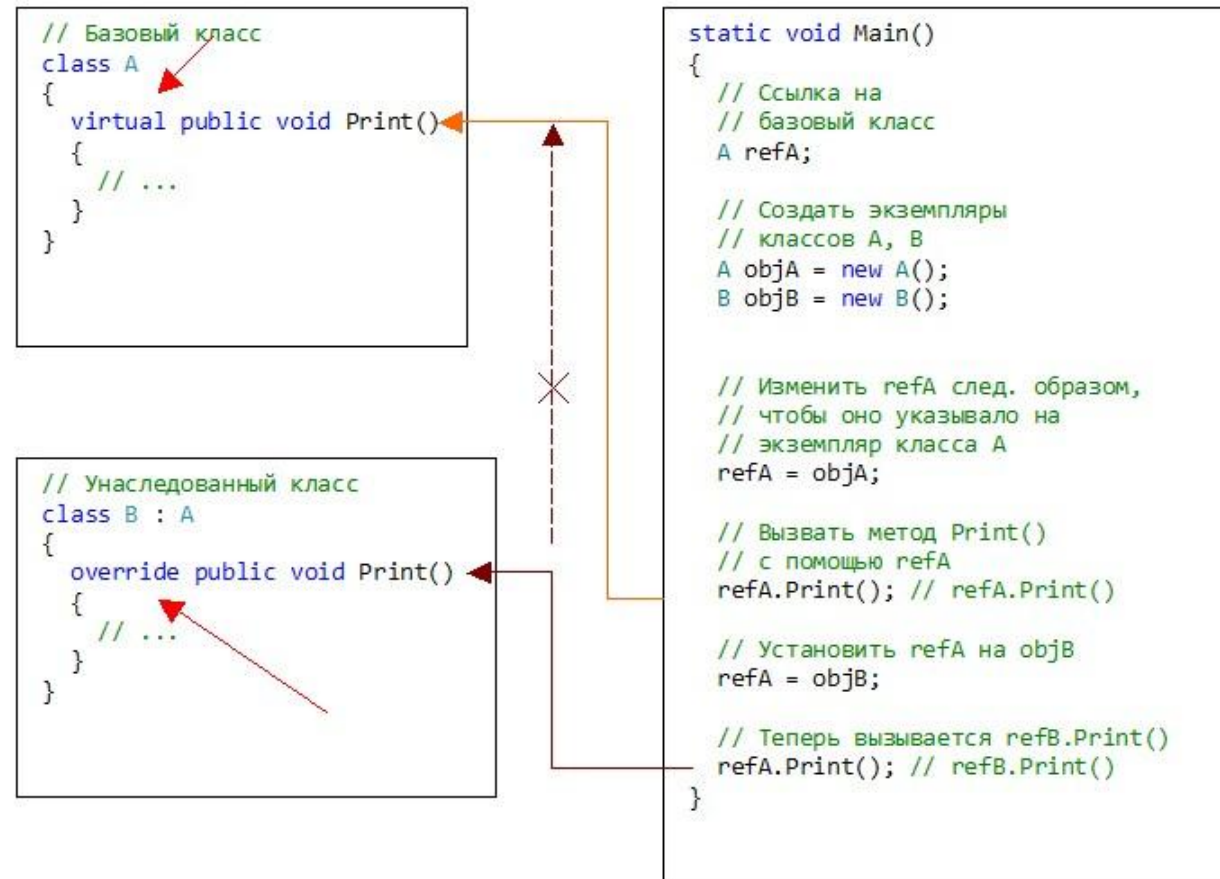 // Базовый класс
class A
{
virtual public void Print()
{
// ...
}
}
// Унаследованный класс
class B : A
{
override public void Print()
{
// ...
}
}
static void Main()
{
// Ссылка на
// базовый класс
A refA;
// Создать экземпляры
// классов A, B
A objA = new A();
B objB = new B();
// Изменить refA след. образом,
// чтобы оно указывало на
// экземпляр класса A
refA = objA;
// Вызвать метод Print()
// с помощью refA
refA.Print(); // refA.Print()
// Установить refA на objB
refA = objB;
// Теперь вызывается refB.Print()
refA.Print(); // refB.Print()
}